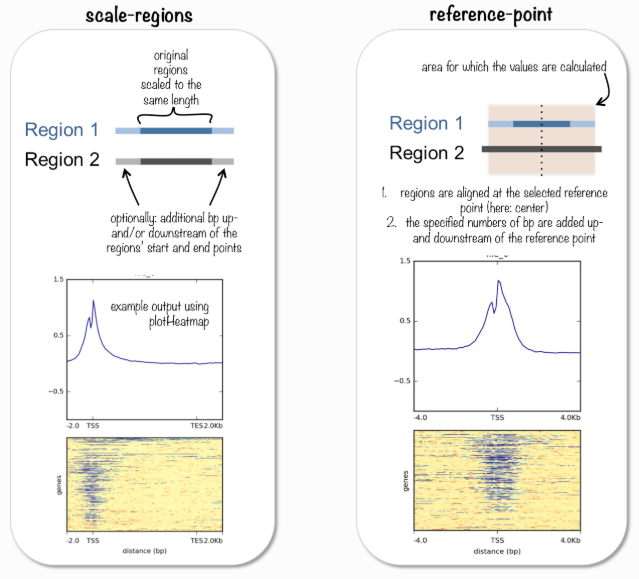 scale-regions
original
regions
scaled to the
same length
Region 1
Region 2
optionally: additional bp up-
and/or downstream of the
regions' start and end points
1.5
0.5
-0.5
example output using
plotHeatmap
-2.0 TSS TES2.0Kb
genes
-2.0 TSS TES2.0Kb
distance (bp)
reference-point
area for which the values are calculated
Region 1
Region 2
1. regions are aligned at the selected reference
point (here: center)
2. the specified numbers of bp are added up-
and downstream of the reference point
1.5
0.5
-0.5
-4.0 TSS 4.0Kb
genes
-4.0 TSS 4.0Kb
distance (bp)